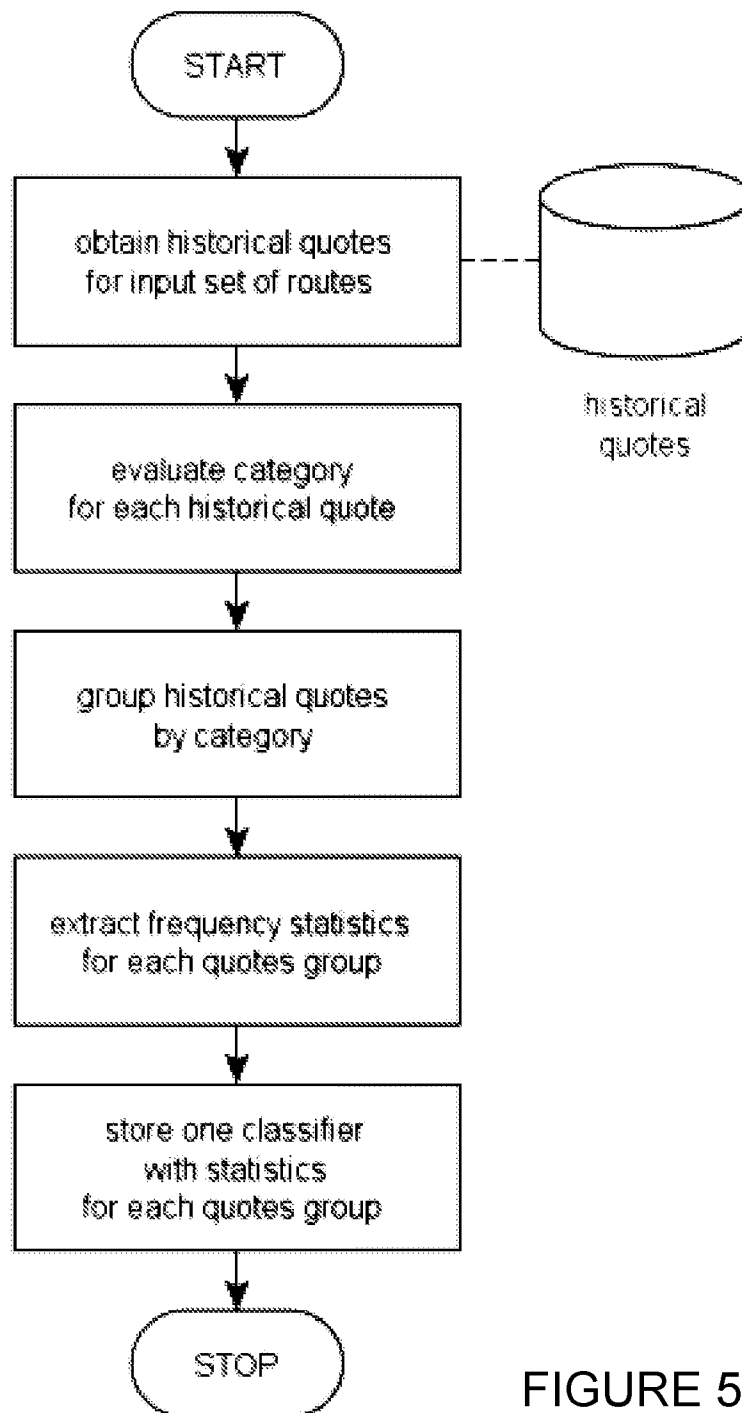 START
obtain historical quotes
for input set of routes
historical
quotes
evaluate category
for each historical quote
group historical quotes
by category
extract frequency statistics
for each quotes group
store one classifier
with statistics
for each quotes group
STOP
FIGURE 5